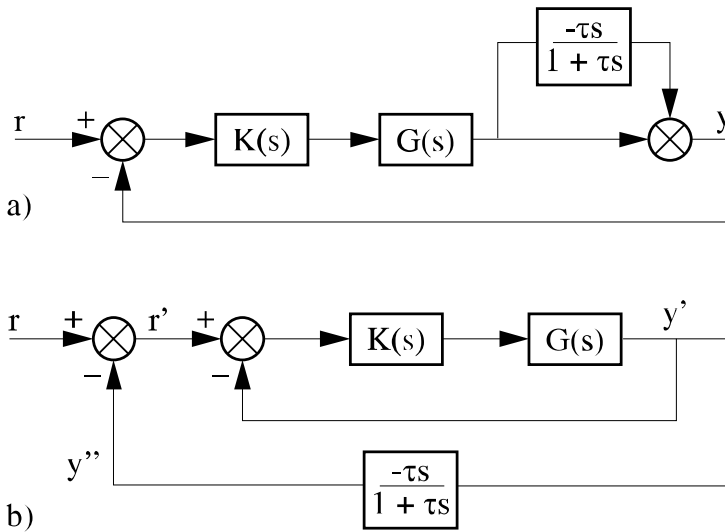 -τs
1 + τs
r
+
K(s)
G(s)
y
−
a)
r
+
r’
+
K(s)
G(s)
y’
−
−
y’’
-τs
1 + τs
b)